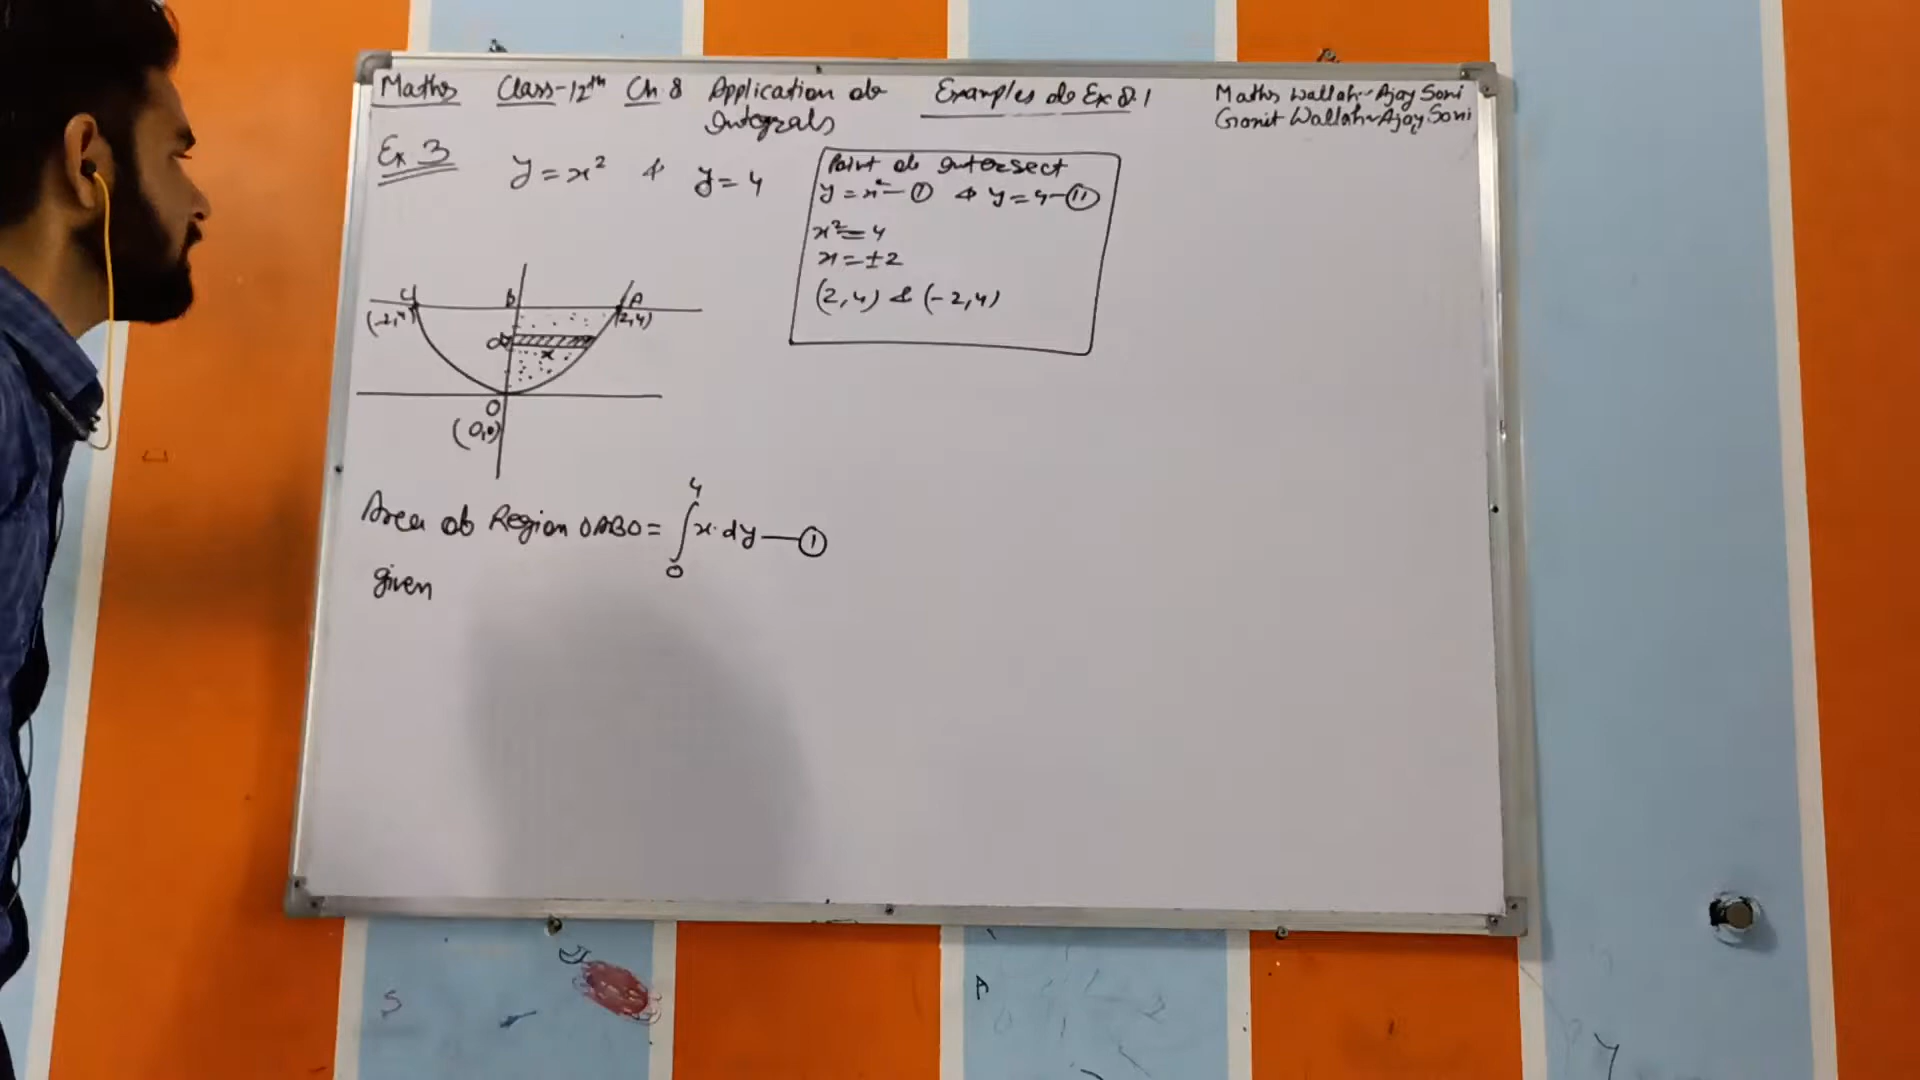 Maths Class-12th Ch 8 Application of Integrals Examples of Ex 8.1
Maths Wallah-Ajay Soni
Ganit Wallah-Ajay Soni
Ex 3 y = x² & y = 4
Point of intersect
y = x² — ① & y = 4 — ⑪
x² = 4
x = ±2
(2,4) & (-2,4)
C B A
(-2,4) (2,4)
dy
x
O
(0,0)
Area of Region OABO = ∫₀⁴ x·dy — ①
given
S
A